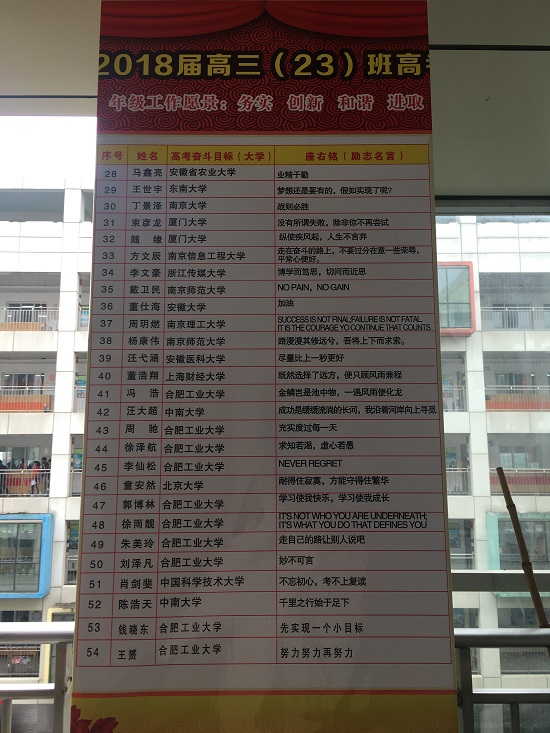 2018届高三（23）班高考
年级工作愿景：务实 创新 和谐 进取
序号 姓名 高考奋斗目标（大学） 座右铭（励志名言）
28 马鑫亮 安徽省农业大学 业精于勤
29 王世宇 东南大学 梦想还是要有的，假如实现了呢？
30 丁景泽 南京大学 战则必胜
31 束彦龙 厦门大学 没有所谓失败，除非你不再尝试
32 随缘 厦门大学 纵使疾风起，人生不言弃
33 方文辰 南京信息工程大学 走在奋斗的路上，不要过分在意一些荣辱，
平常心便好。
34 李文豪 浙江传媒大学 博学而笃思，切问而近思
35 戴卫民 南京师范大学 NO PAIN, NO GAIN
36 董仕海 安徽大学 加油
37 周玥燃 南京理工大学 SUCCESS IS NOT FINAL;FAILURE IS NOT FATAL.
IT IS THE COURAGE YO CONTINUE THAT COUNTS
38 杨康伟 南京师范大学 路漫漫其修远兮，吾将上下而求索。
39 汪弋涵 安徽医科大学 尽量比上一秒更好
40 董浩翔 上海财经大学 既然选择了远方，便只顾风雨兼程
41 冯浩 合肥工业大学 金鳞岂是池中物，一遇风雨便化龙
42 汪大超 中南大学 成功是缓缓流淌的长河，我沿着河岸向上寻觅
43 周驰 合肥工业大学 充实度过每一天
44 徐泽航 合肥工业大学 求知若渴，虚心若愚
45 李仙松 合肥工业大学 NEVER REGRET
46 童安然 北京大学 耐得住寂寞，方能守得住繁华
47 郭博林 合肥工业大学 学习使我快乐，学习使我成长
48 徐雨靓 合肥工业大学 IT'S NOT WHO YOU ARE UNDERNEATH;
IT'S WHAT YOU DO THAT DEFINES YOU
49 朱美玲 合肥工业大学 走自己的路让别人说吧
50 刘泽凡 合肥工业大学 妙不可言
51 肖剑斐 中国科学技术大学 不忘初心，考不上复读
52 陈浩天 中南大学 千里之行始于足下
53 钱晓东 合肥工业大学 先实现一个小目标
54 王赟 合肥工业大学 努力努力再努力